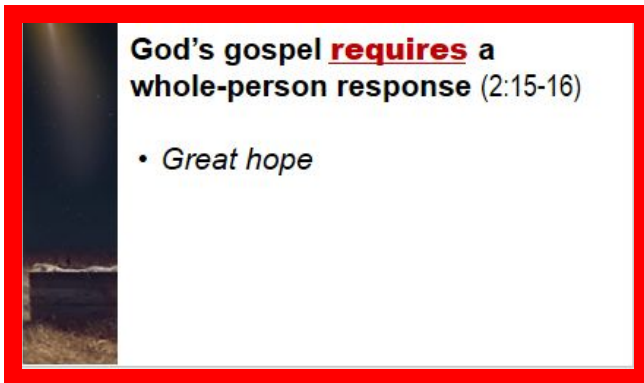 God’s gospel requires a
whole-person response (2:15-16)
• Great hope